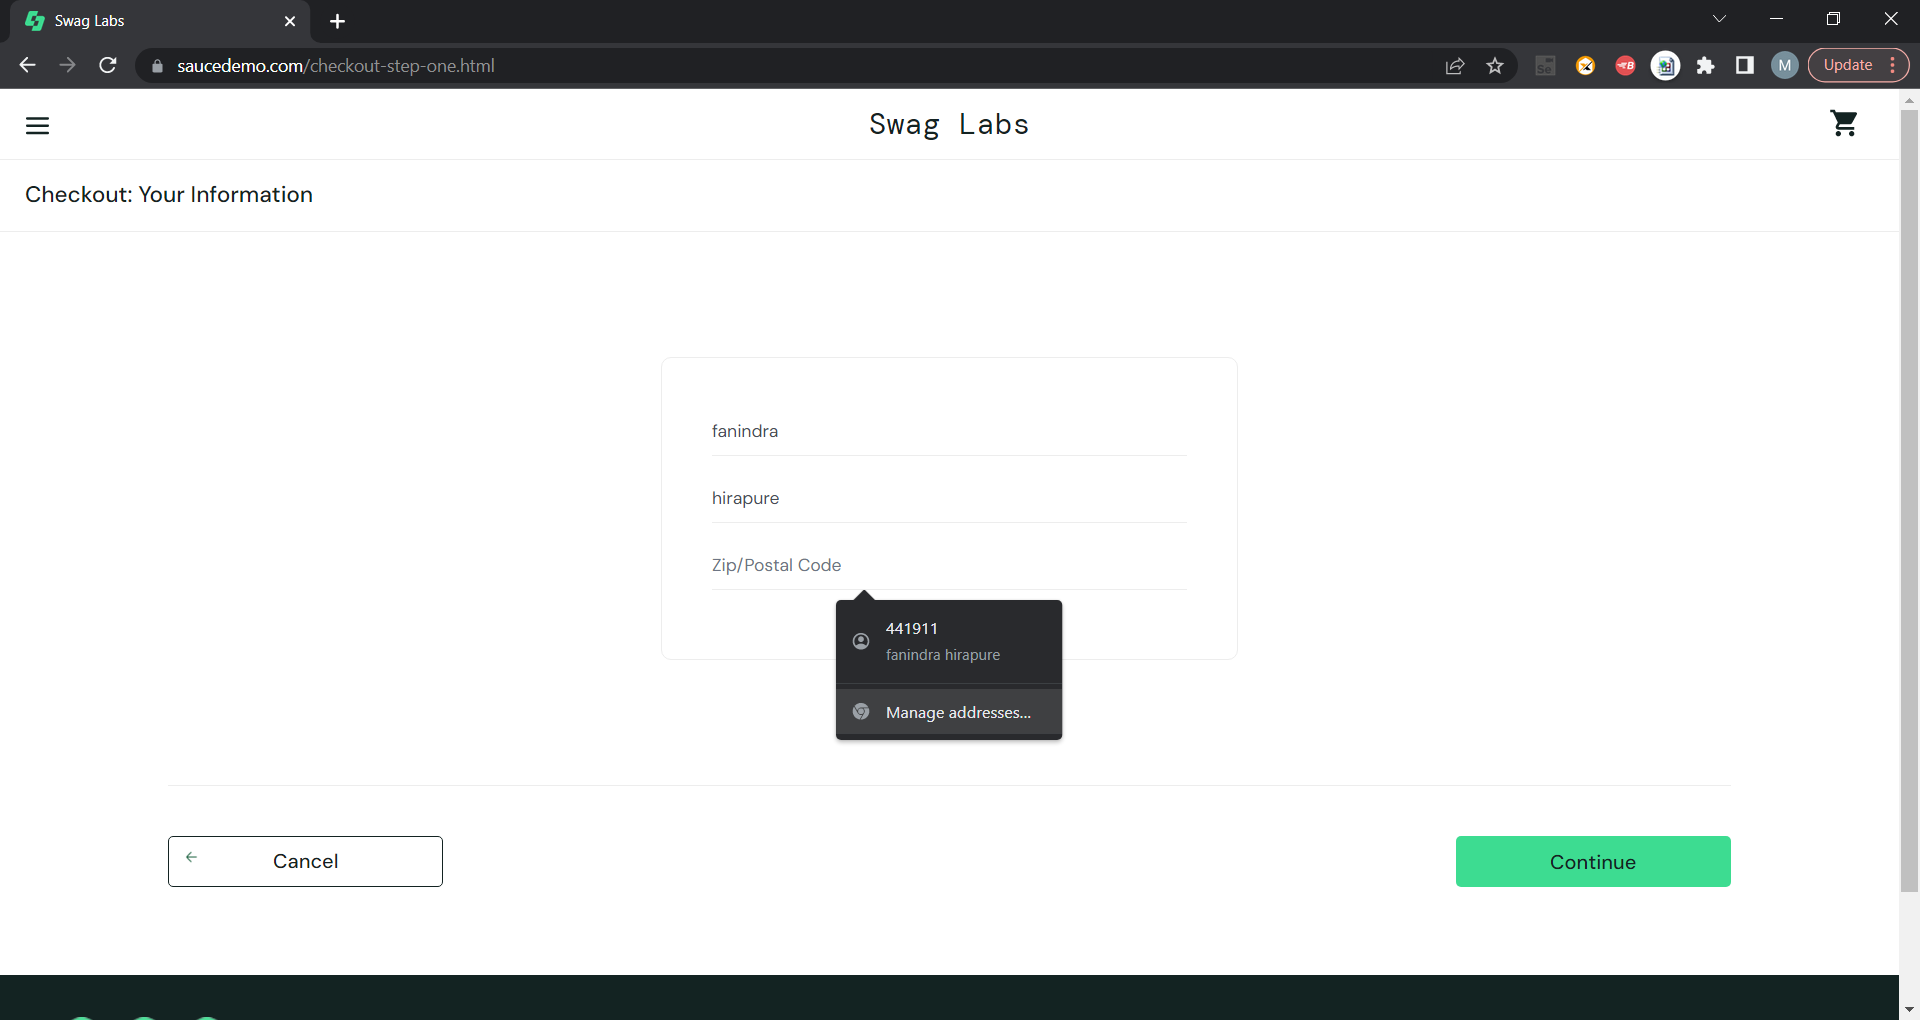 Swag Labs
saucedemo.com/checkout-step-one.html
Se
B
M
Update
Swag Labs
Checkout: Your Information
fanindra
hirapure
Zip/Postal Code
441911
fanindra hirapure
Manage addresses...
Cancel
Continue